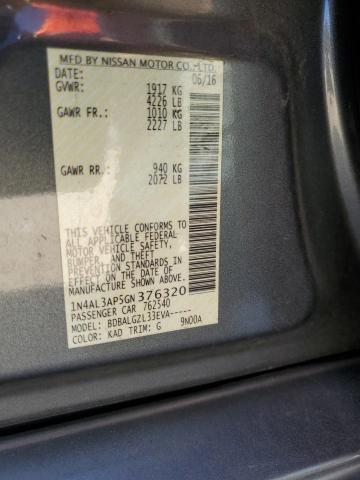 MFD BY NISSAN MOTOR CO.,LTD.
DATE: 06/16
GVWR: 1917 KG
4226 LB
GAWR FR.: 1010 KG
2227 LB
GAWR RR.: 940 KG
2072 LB
THIS VEHICLE CONFORMS TO
ALL APPLICABLE FEDERAL
MOTOR VEHICLE SAFETY,
BUMPER, AND THEFT
PREVENTION STANDARDS
IN EFFECT ON THE DATE OF
MANUFACTURE SHOWN ABOVE.
1N4AL3AP5GN376320
PASSENGER CAR 762540
MODEL: BDBALGZL33EVA-----
COLOR: KAD TRIM: G 9N00A